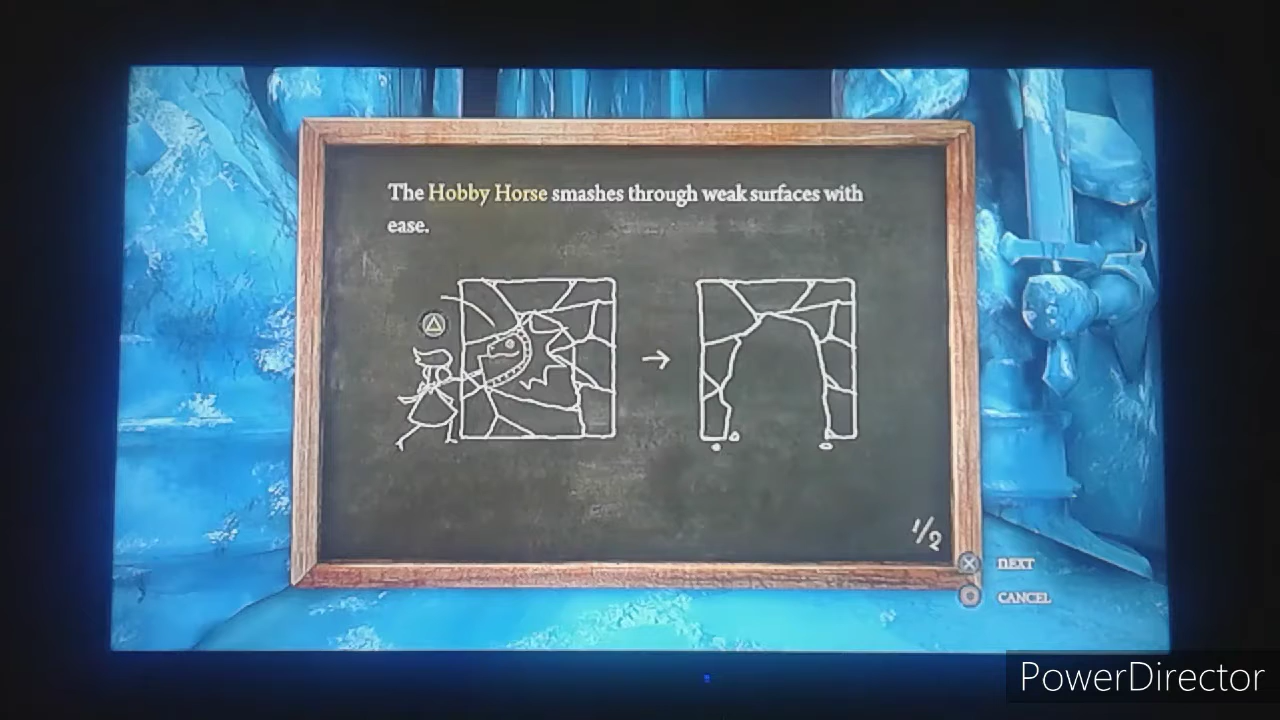 The Hobby Horse smashes through weak surfaces with
ease.
1/2
NEXT
CANCEL
PowerDirector